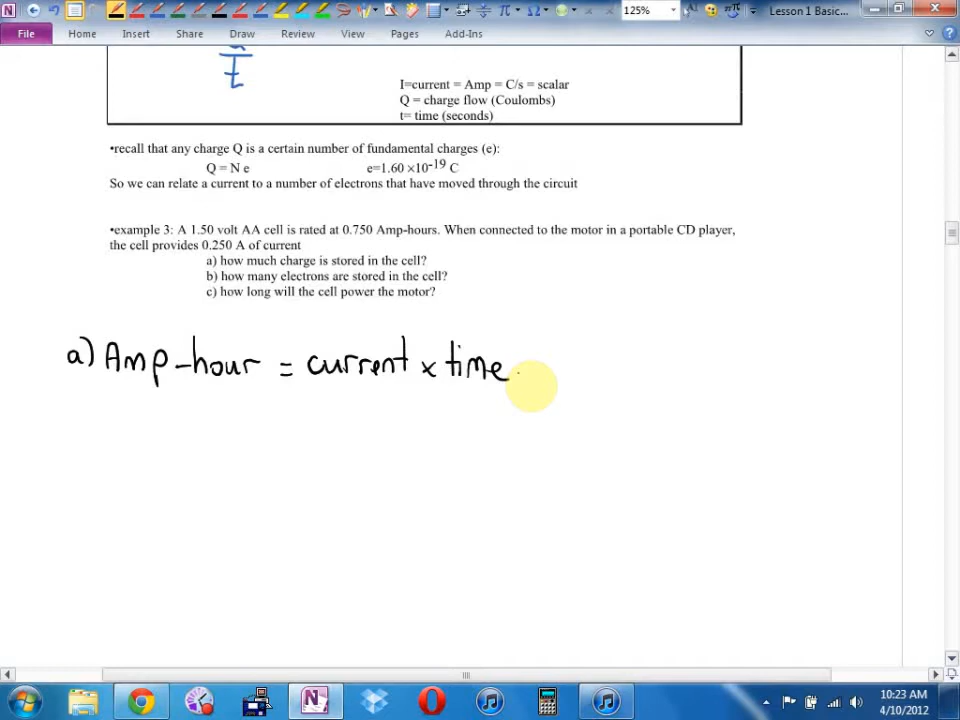 125%
Lesson 1 Basic...
File Home Insert Share Draw Review View Pages Add-Ins
t
I=current = Amp = C/s = scalar
Q = charge flow (Coulombs)
t= time (seconds)
•recall that any charge Q is a certain number of fundamental charges (e):
Q = N e e=1.60 ×10-19 C
So we can relate a current to a number of electrons that have moved through the circuit
•example 3: A 1.50 volt AA cell is rated at 0.750 Amp-hours. When connected to the motor in a portable CD player,
the cell provides 0.250 A of current
a) how much charge is stored in the cell?
b) how many electrons are stored in the cell?
c) how long will the cell power the motor?
a) Amp-hour = current × time
10:23 AM
4/10/2012